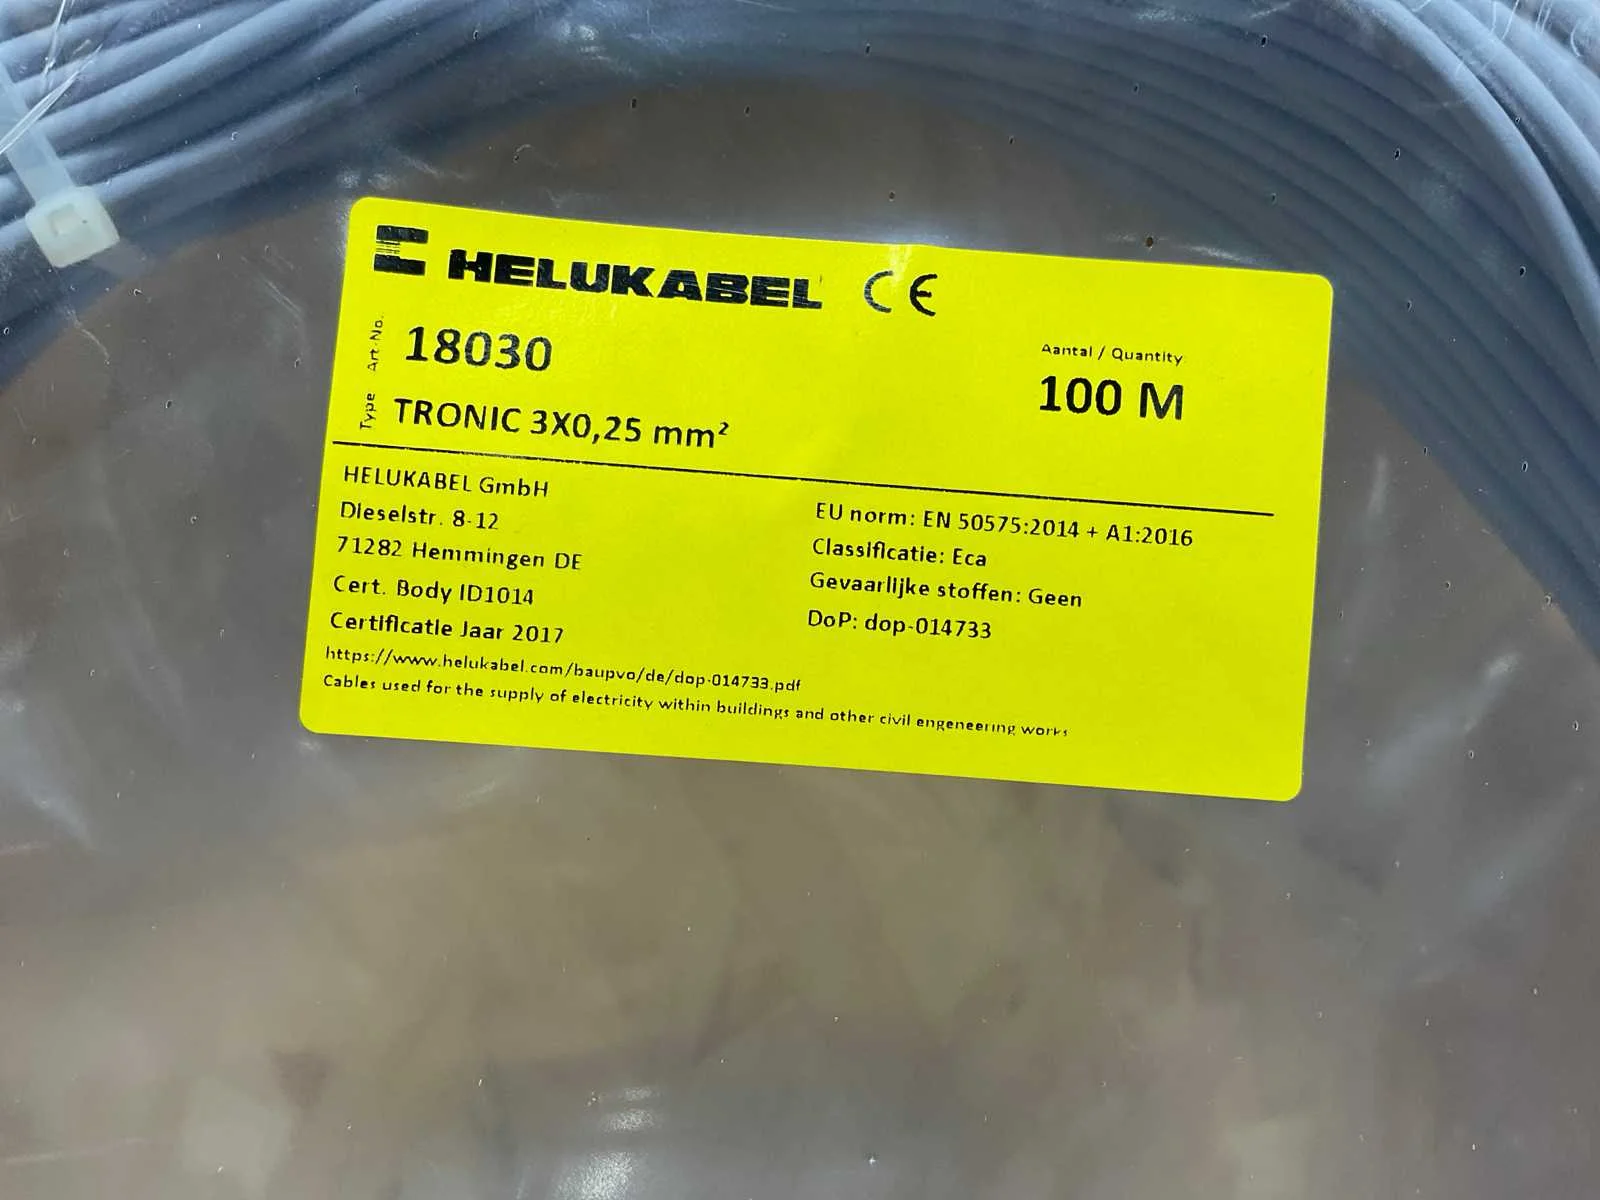 HELUKABEL CE
Art-No. 18030
Aantal / Quantity
100 M
Type TRONIC 3X0,25 mm²
HELUKABEL GmbH
Dieselstr. 8-12
71282 Hemmingen DE
Cert. Body ID1014
Certificatie Jaar 2017
EU norm: EN 50575:2014 + A1:2016
Classificatie: Eca
Gevaarlijke stoffen: Geen
DoP: dop-014733
https://www.helukabel.com/baupvo/de/dop-014733.pdf
Cables used for the supply of electricity within buildings and other civil engeneering works